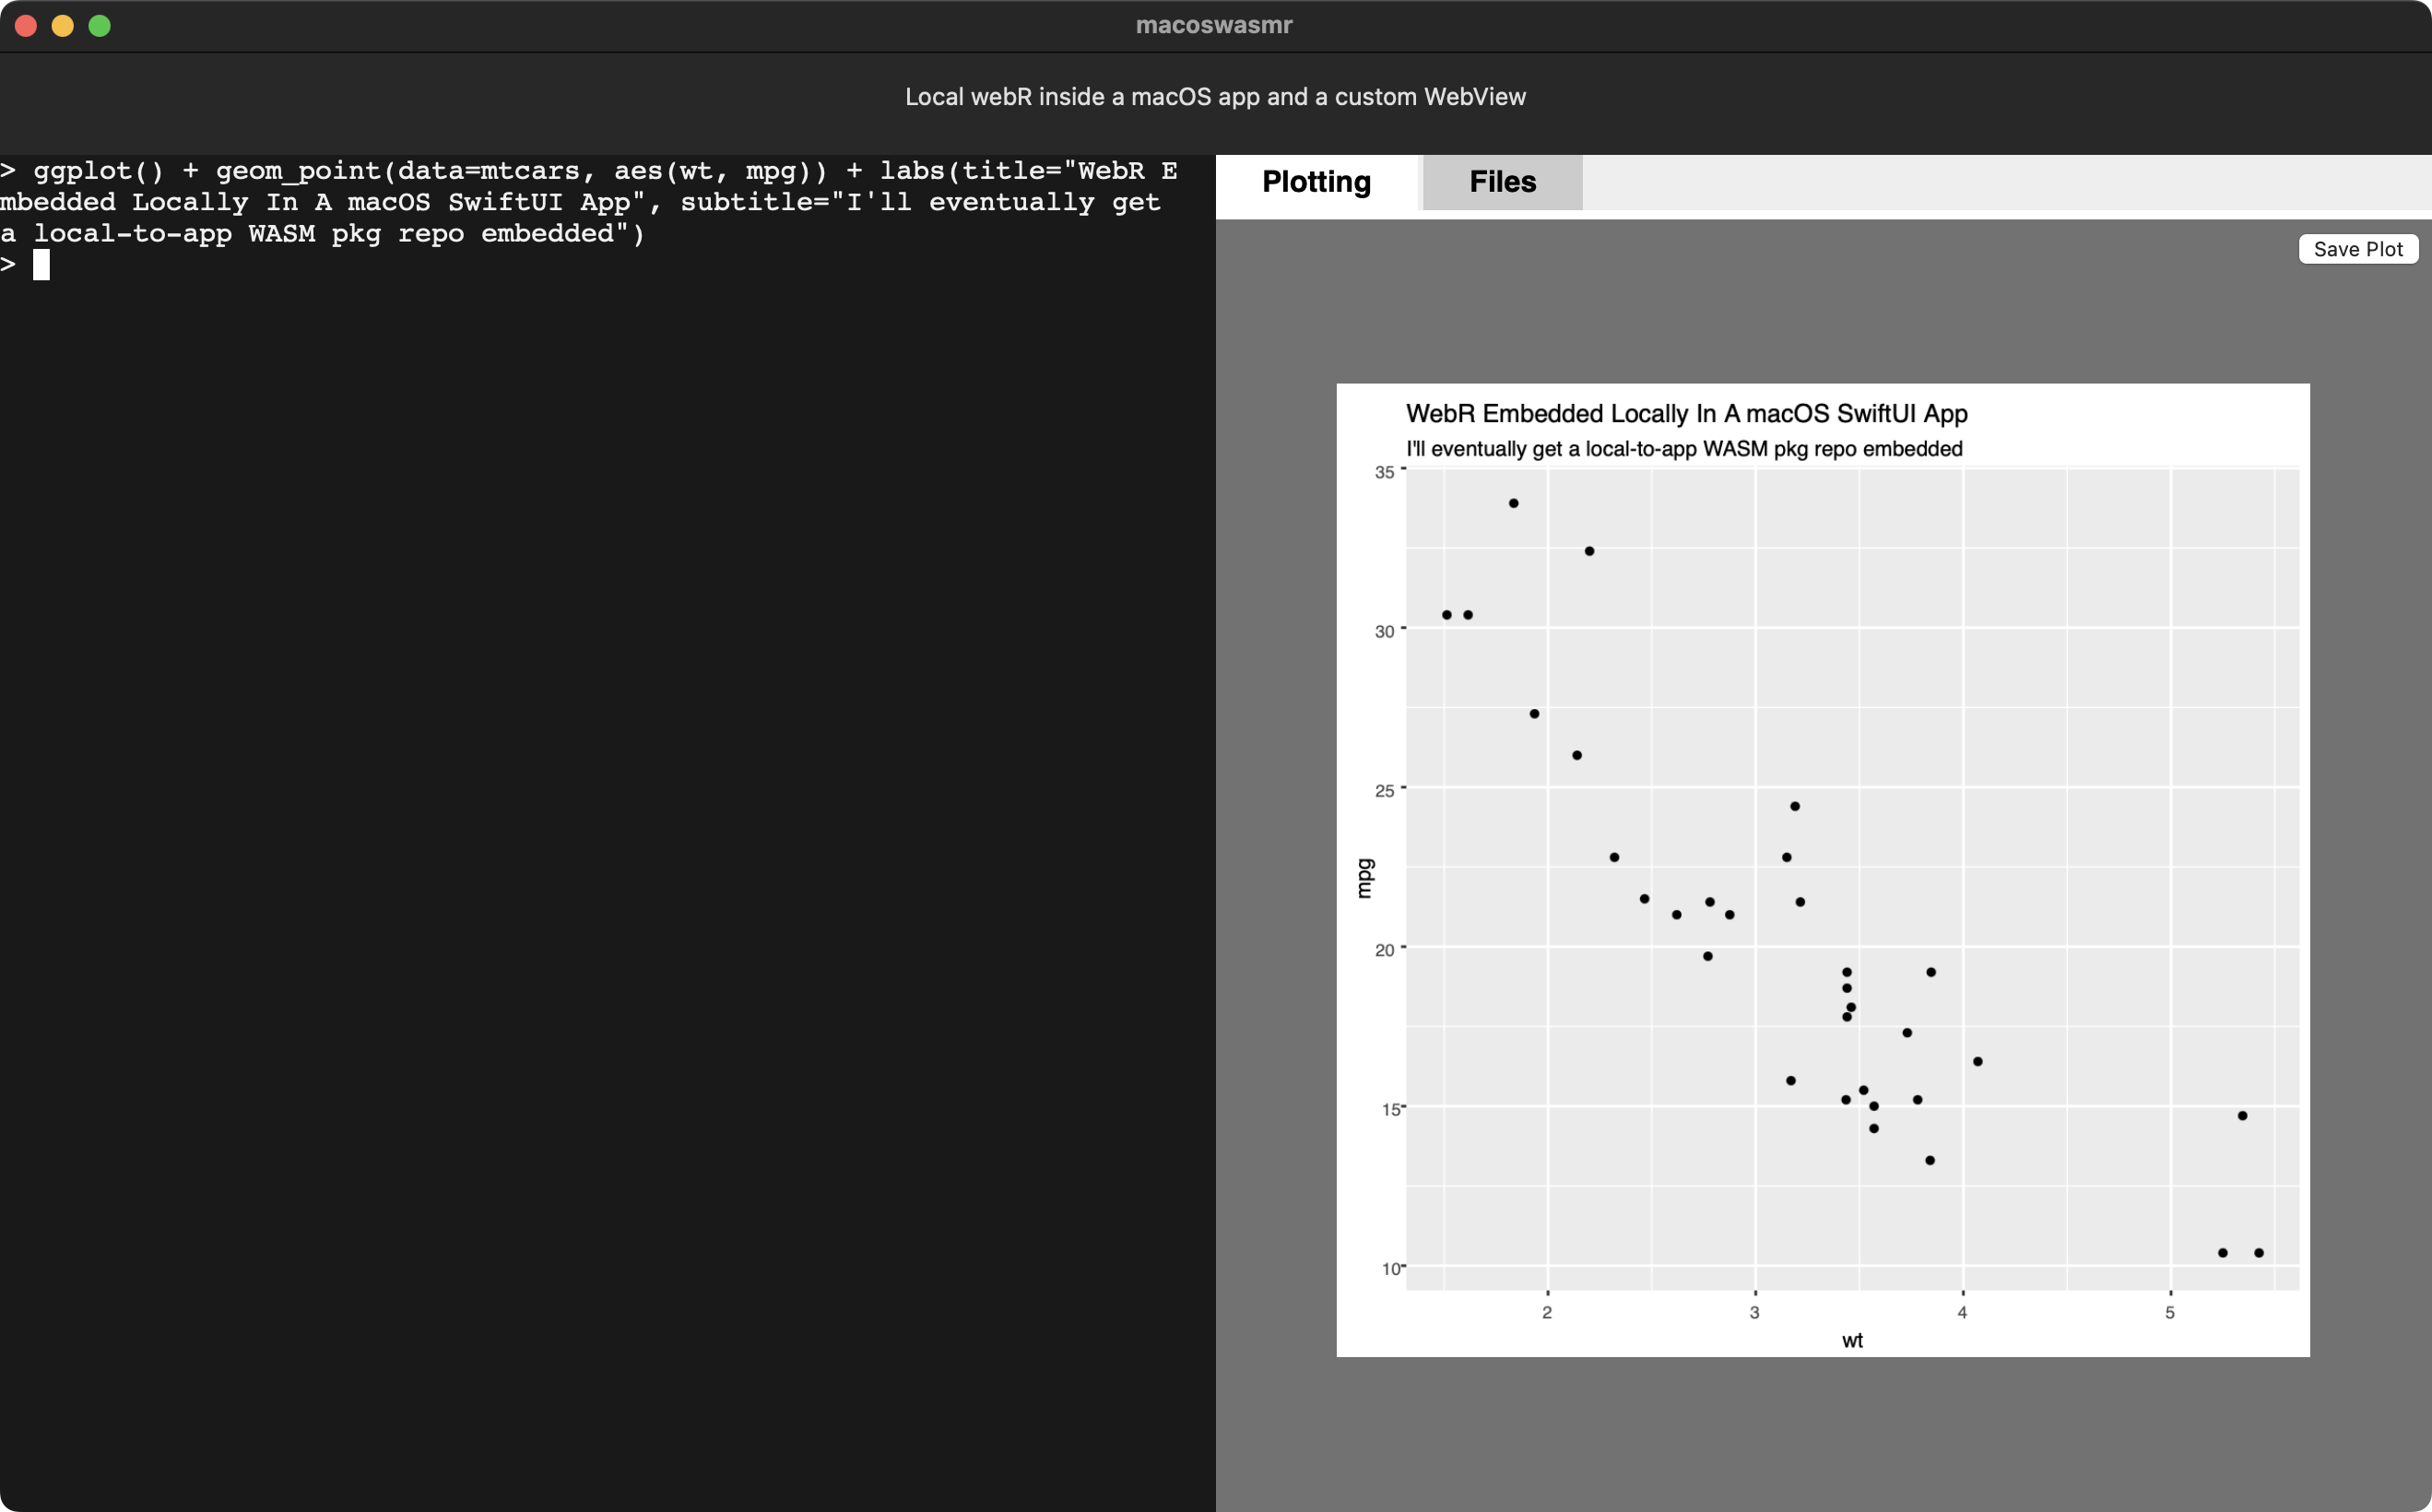 macoswasmr
Local webR inside a macOS app and a custom WebView
> ggplot() + geom_point(data=mtcars, aes(wt, mpg)) + labs(title="WebR E
mbedded Locally In A macOS SwiftUI App", subtitle="I'll eventually get
a local-to-app WASM pkg repo embedded")
>
Plotting
Files
Save Plot
WebR Embedded Locally In A macOS SwiftUI App
I'll eventually get a local-to-app WASM pkg repo embedded
35
30
25
20
15
10
mpg
2 3 4 5
wt